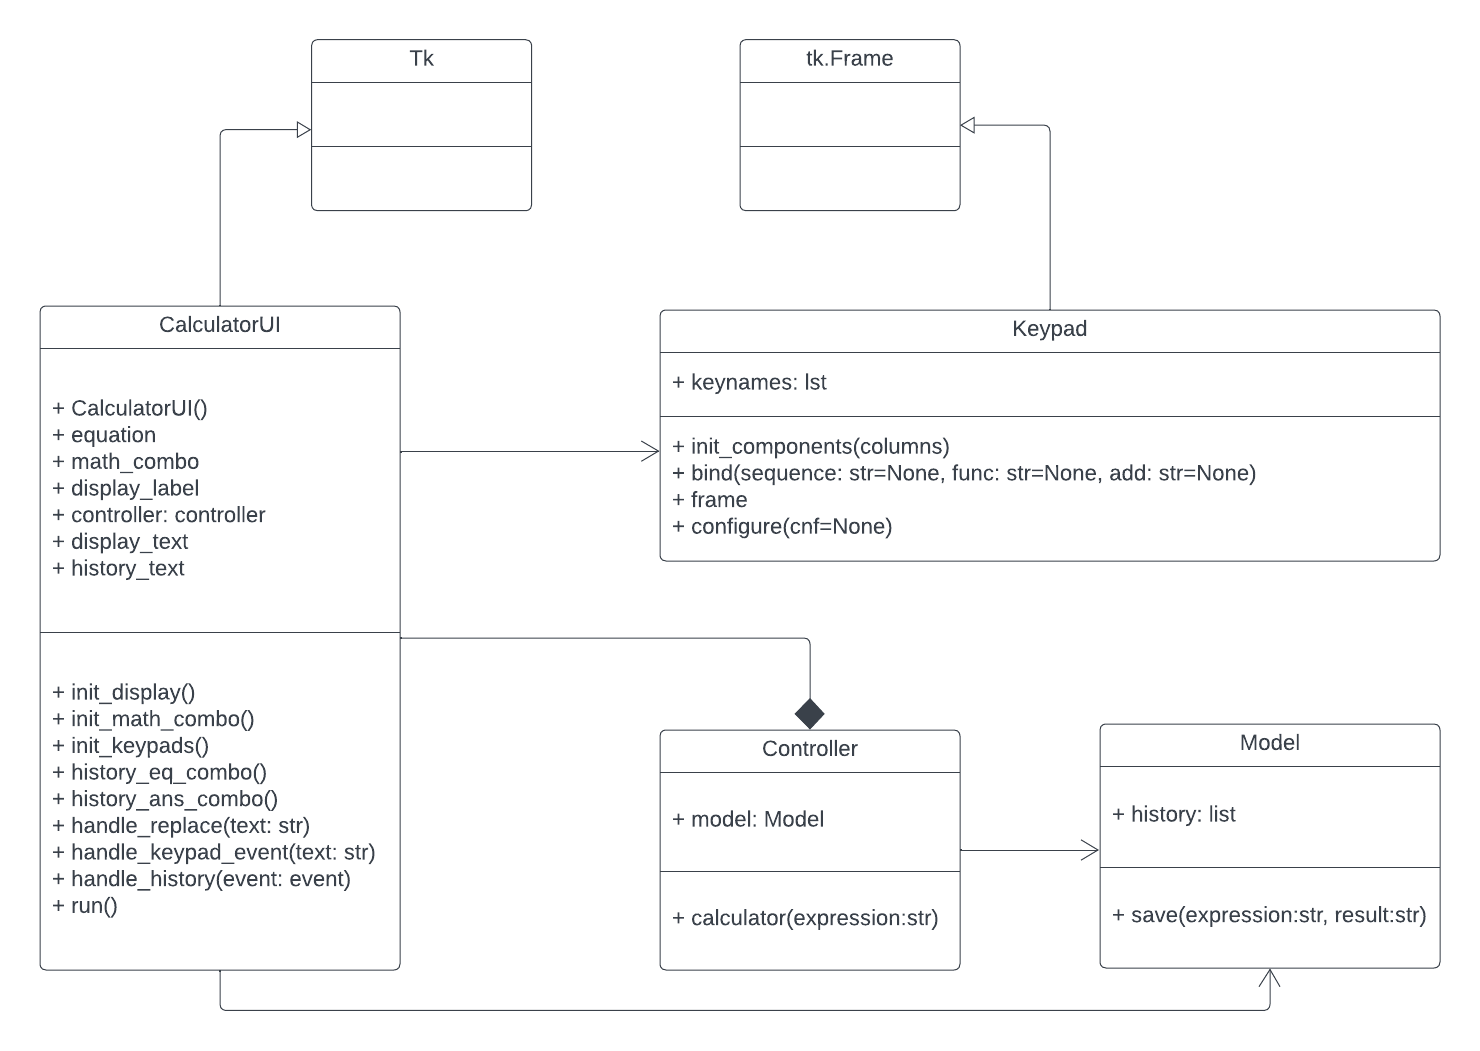 Tk
tk.Frame
CalculatorUI
+ CalculatorUI()
+ equation
+ math_combo
+ display_label
+ controller: controller
+ display_text
+ history_text
+ init_display()
+ init_math_combo()
+ init_keypads()
+ history_eq_combo()
+ history_ans_combo()
+ handle_replace(text: str)
+ handle_keypad_event(text: str)
+ handle_history(event: event)
+ run()
Keypad
+ keynames: lst
+ init_components(columns)
+ bind(sequence: str=None, func: str=None, add: str=None)
+ frame
+ configure(cnf=None)
Controller
+ model: Model
+ calculator(expression:str)
Model
+ history: list
+ save(expression:str, result:str)